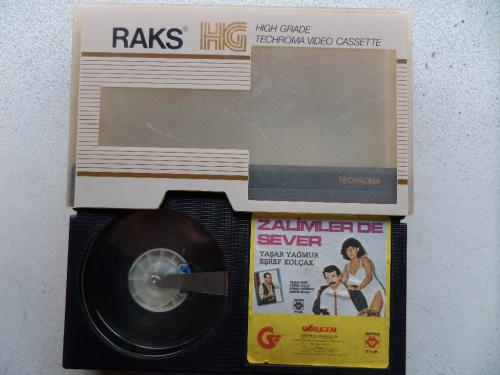 RAKS® HG
HIGH GRADE
TECHROMA VIDEO CASSETTE
TECHROMA
ZALİMLER DE
SEVER
YAŞAR YAĞMUR
EŞREF KOLÇAK
GÖRKEM